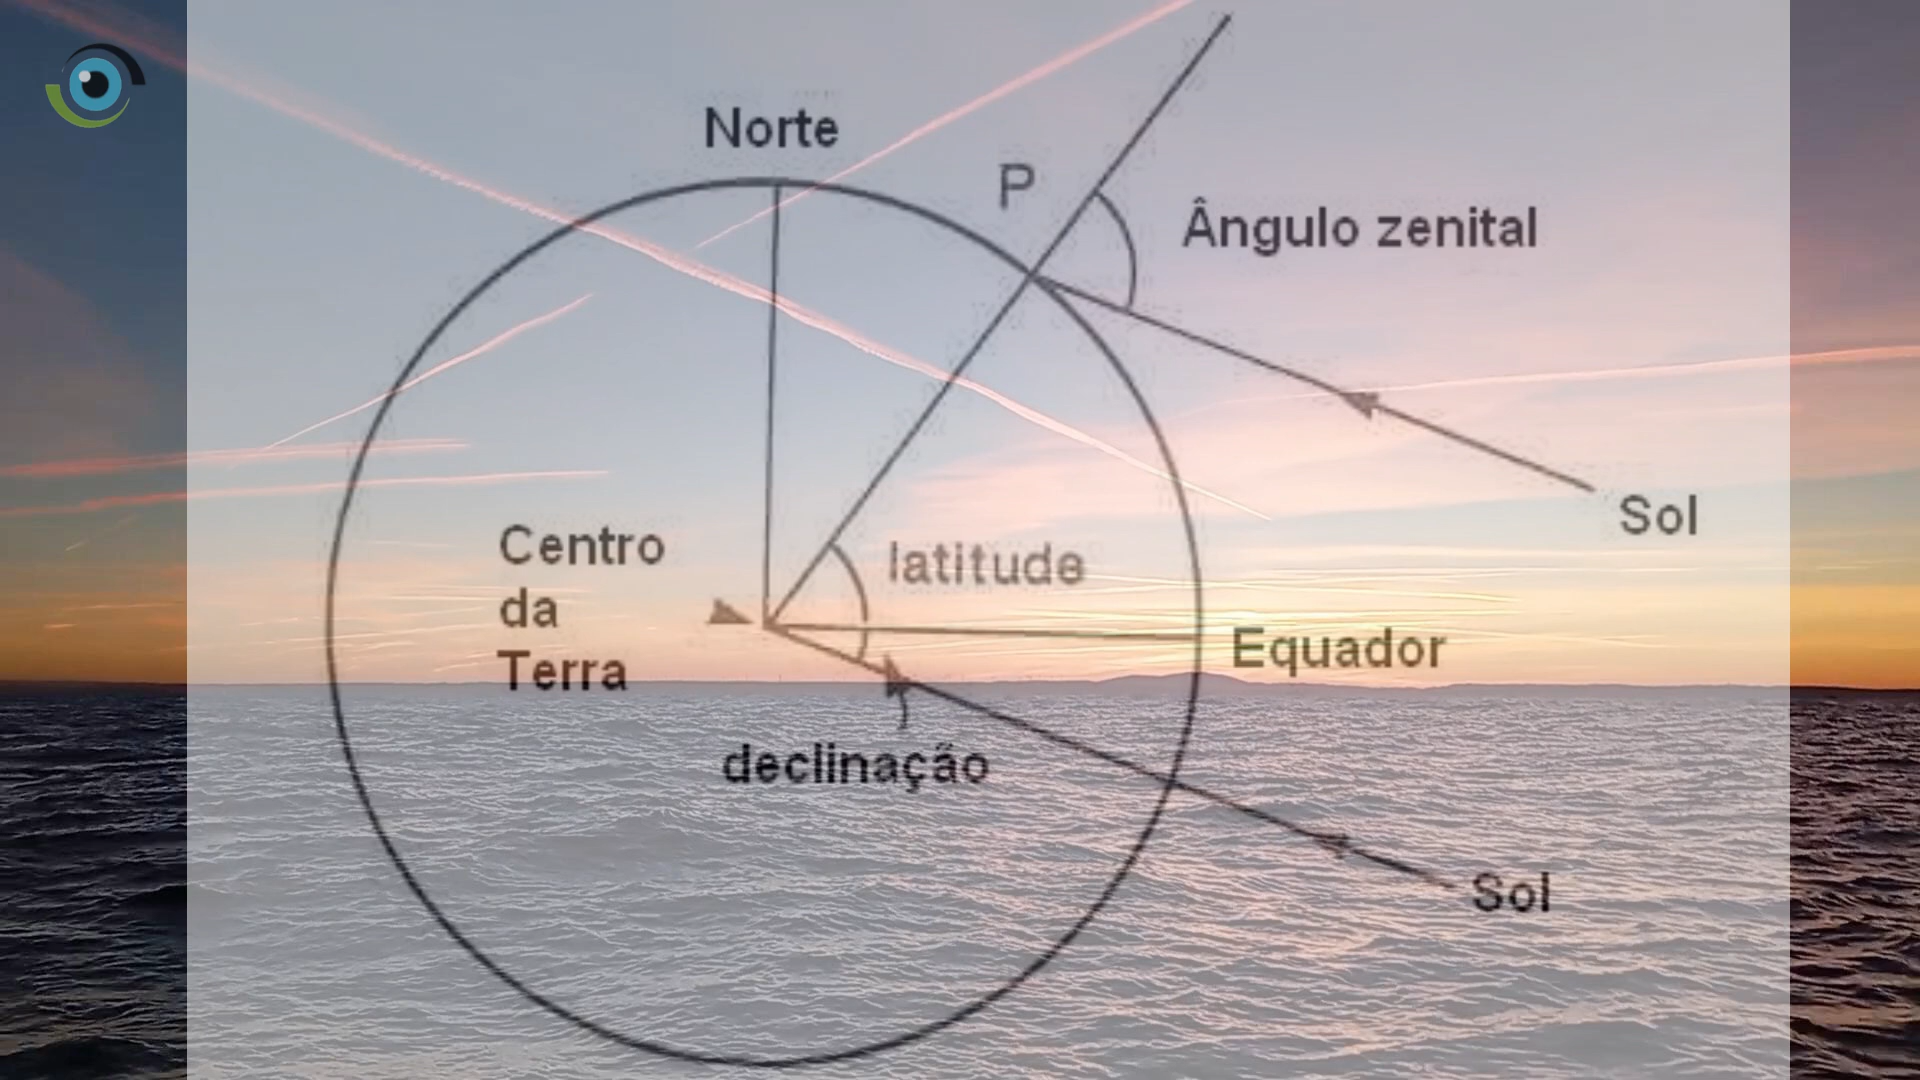 Norte
P
Ângulo zenital
Sol
Centro
da
Terra
latitude
Equador
declinação
Sol